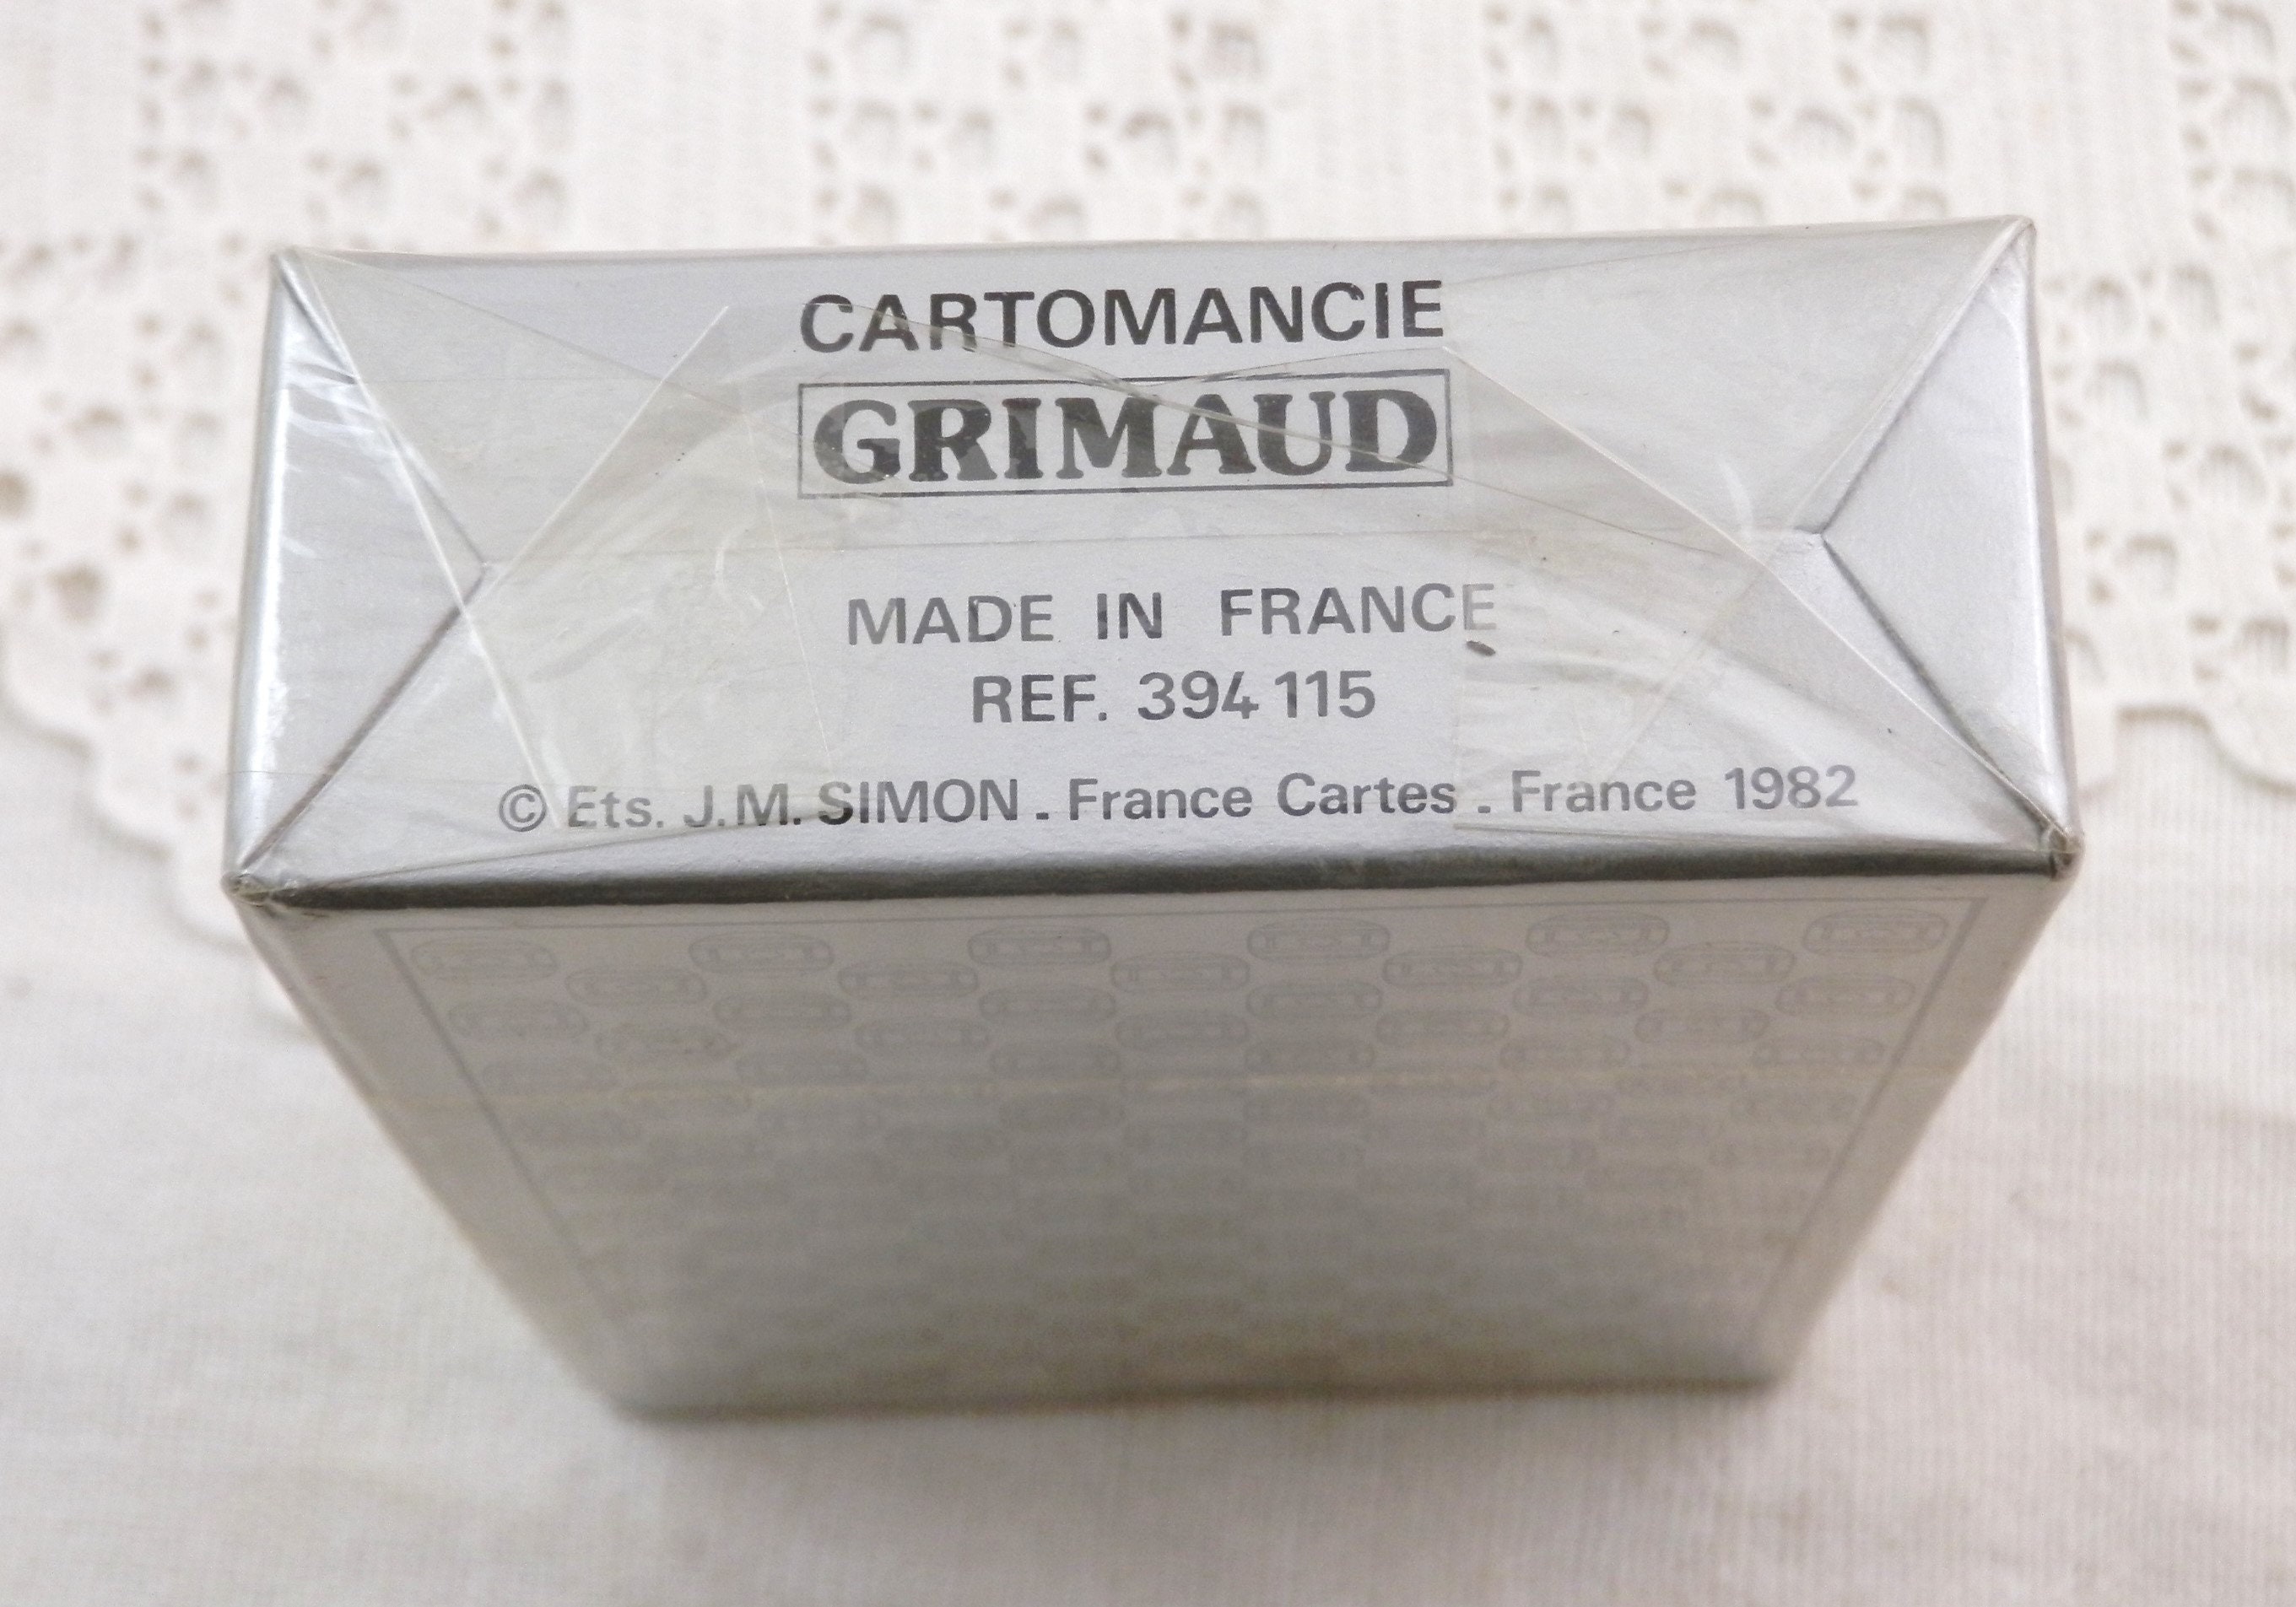 CARTOMANCIE
GRIMAUD
MADE IN FRANCE
REF. 394 115
© Ets. J.M. SIMON . France Cartes . France 1982